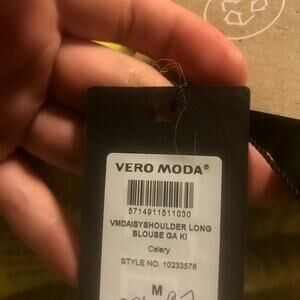 VERO MODA®
5714911511030
VMDAISYSHOULDER LONG
BLOUSE GA KI
Celery
STYLE NO. 10233576
M